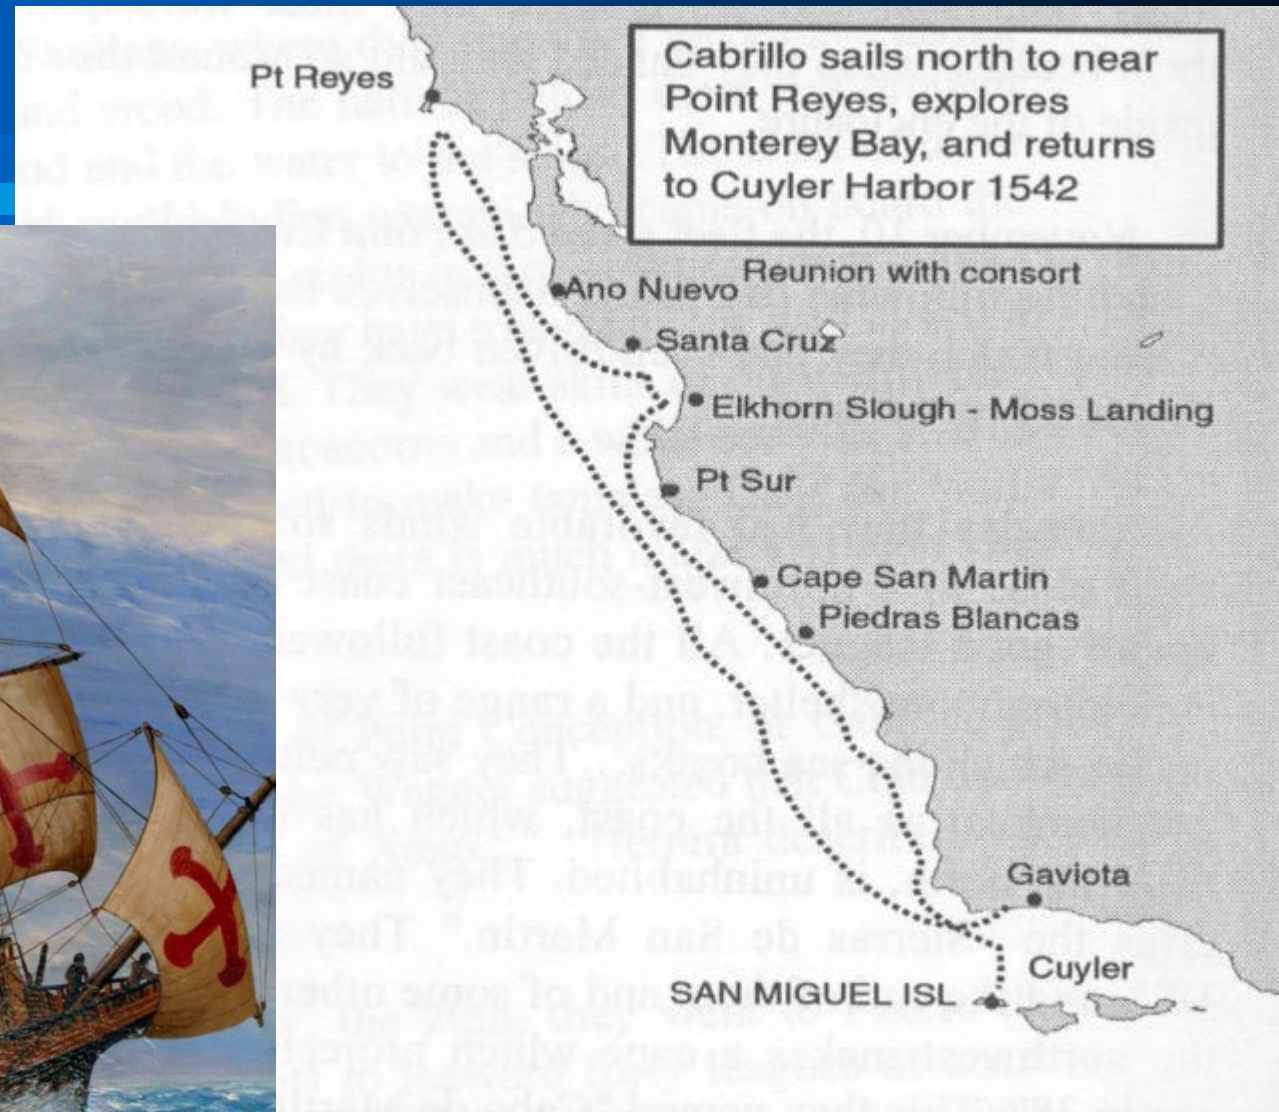 Pt Reyes
Cabrillo sails north to near
Point Reyes, explores
Monterey Bay, and returns
to Cuyler Harbor 1542
Reunion with consort
Ano Nuevo
Santa Cruz
Elkhorn Slough - Moss Landing
Pt Sur
Cape San Martin
Piedras Blancas
Gaviota
Cuyler
SAN MIGUEL ISL